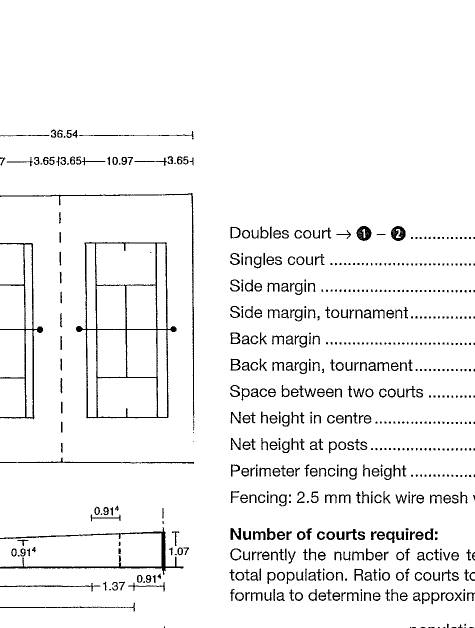 36.54
7 3.65 3.65 10.97 3.65
Doubles court → ❶ – ❷ ..............
Singles court ..............................
Side margin ................................
Side margin, tournament..............
Back margin ...............................
Back margin, tournament.............
Space between two courts ..........
Net height in centre.....................
Net height at posts......................
Perimeter fencing height .............
Fencing: 2.5 mm thick wire mesh
0.91⁴
0.91⁴ 1.07
1.37 0.91⁴
Number of courts required:
Currently the number of active te
total population. Ratio of courts to
formula to determine the approxim